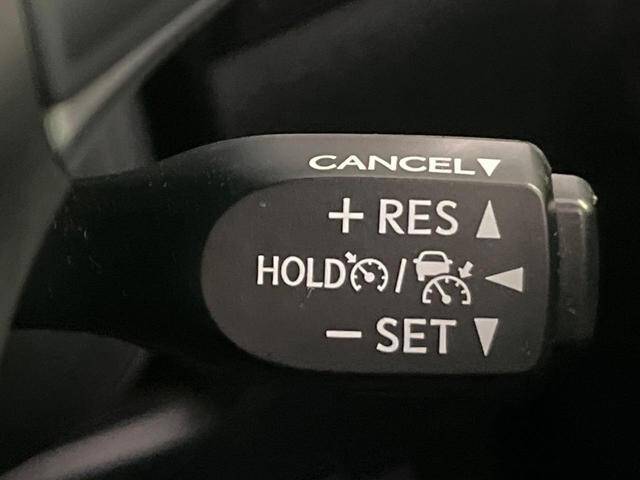 CANCEL▼
+ RES ▲
HOLD / ◀
− SET ▼